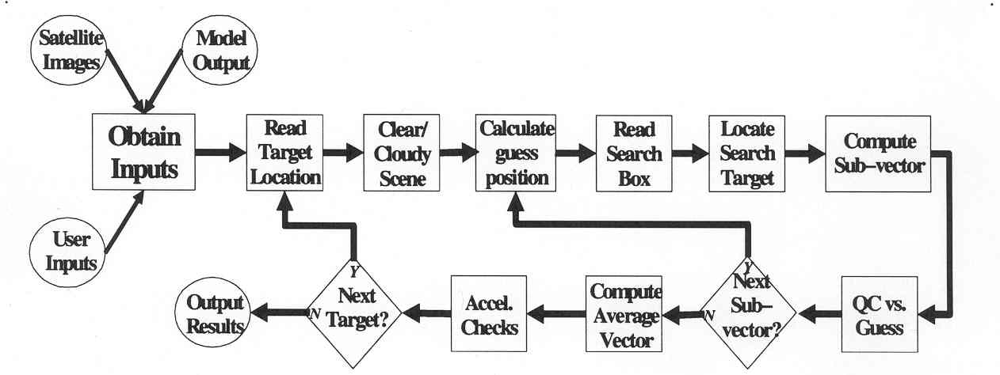 Satellite
Images
Model
Output
Obtain
Inputs
User
Inputs
Read
Target
Location
Clear/
Cloudy
Scene
Calculate
guess
position
Read
Search
Box
Locate
Search
Target
Compute
Sub–vector
QC vs.
Guess
Y
Next
Sub–
vector?
N
Compute
Average
Vector
Accel.
Checks
Y
Next
Target?
N
Output
Results